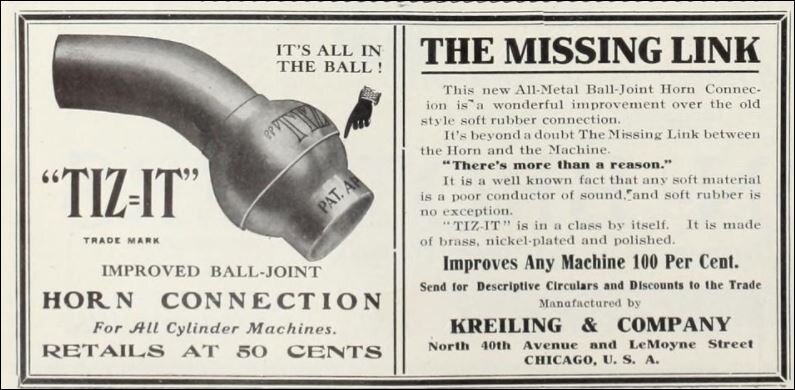 IT'S ALL IN
THE BALL!
TIZ
PAT. AP
"TIZ=IT"
TRADE MARK
IMPROVED BALL-JOINT
HORN CONNECTION
For All Cylinder Machines.
RETAILS AT 50 CENTS
THE MISSING LINK
This new All-Metal Ball-Joint Horn Connec-
ion is a wonderful improvement over the old
style soft rubber connection.
It's beyond a doubt The Missing Link between
the Horn and the Machine.
"There's more than a reason."
It is a well known fact that any soft material
is a poor conductor of sound, and soft rubber is
no exception.
"TIZ-IT" is in a class by itself. It is made
of brass, nickel-plated and polished.
Improves Any Machine 100 Per Cent.
Send for Descriptive Circulars and Discounts to the Trade
Manufactured by
KREILING & COMPANY
North 40th Avenue and LeMoyne Street
CHICAGO, U. S. A.